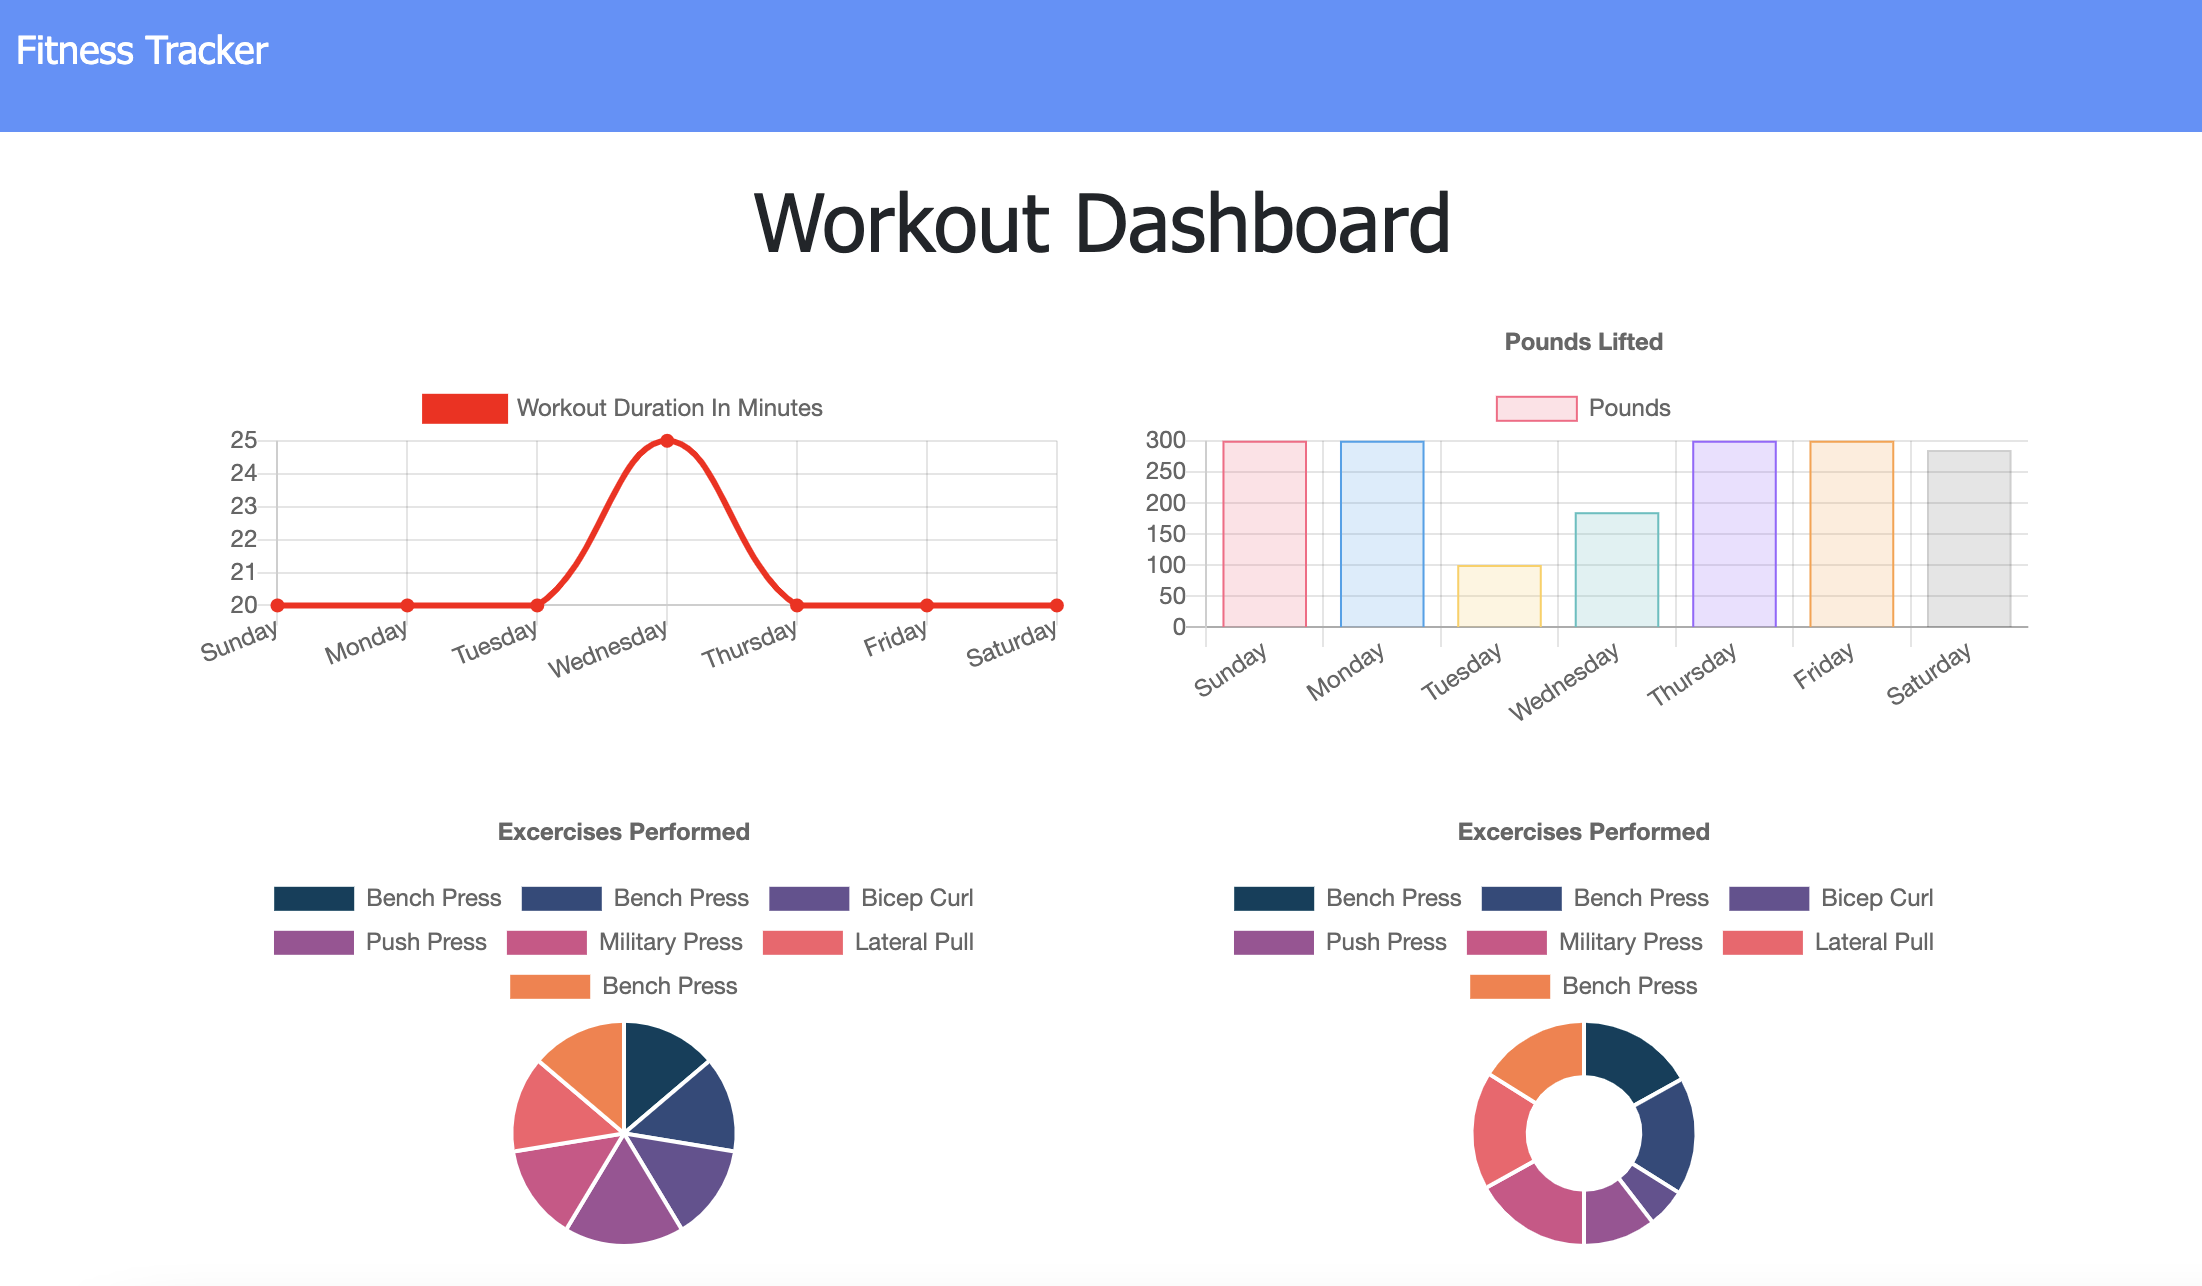 Fitness Tracker
Workout Dashboard
Workout Duration In Minutes
25
24
23
22
21
20
Sunday Monday Tuesday Wednesday Thursday Friday Saturday
Pounds Lifted
Pounds
300
250
200
150
100
50
0
Sunday Monday Tuesday Wednesday Thursday Friday Saturday
Excercises Performed
Bench Press Bench Press Bicep Curl
Push Press Military Press Lateral Pull
Bench Press
Excercises Performed
Bench Press Bench Press Bicep Curl
Push Press Military Press Lateral Pull
Bench Press